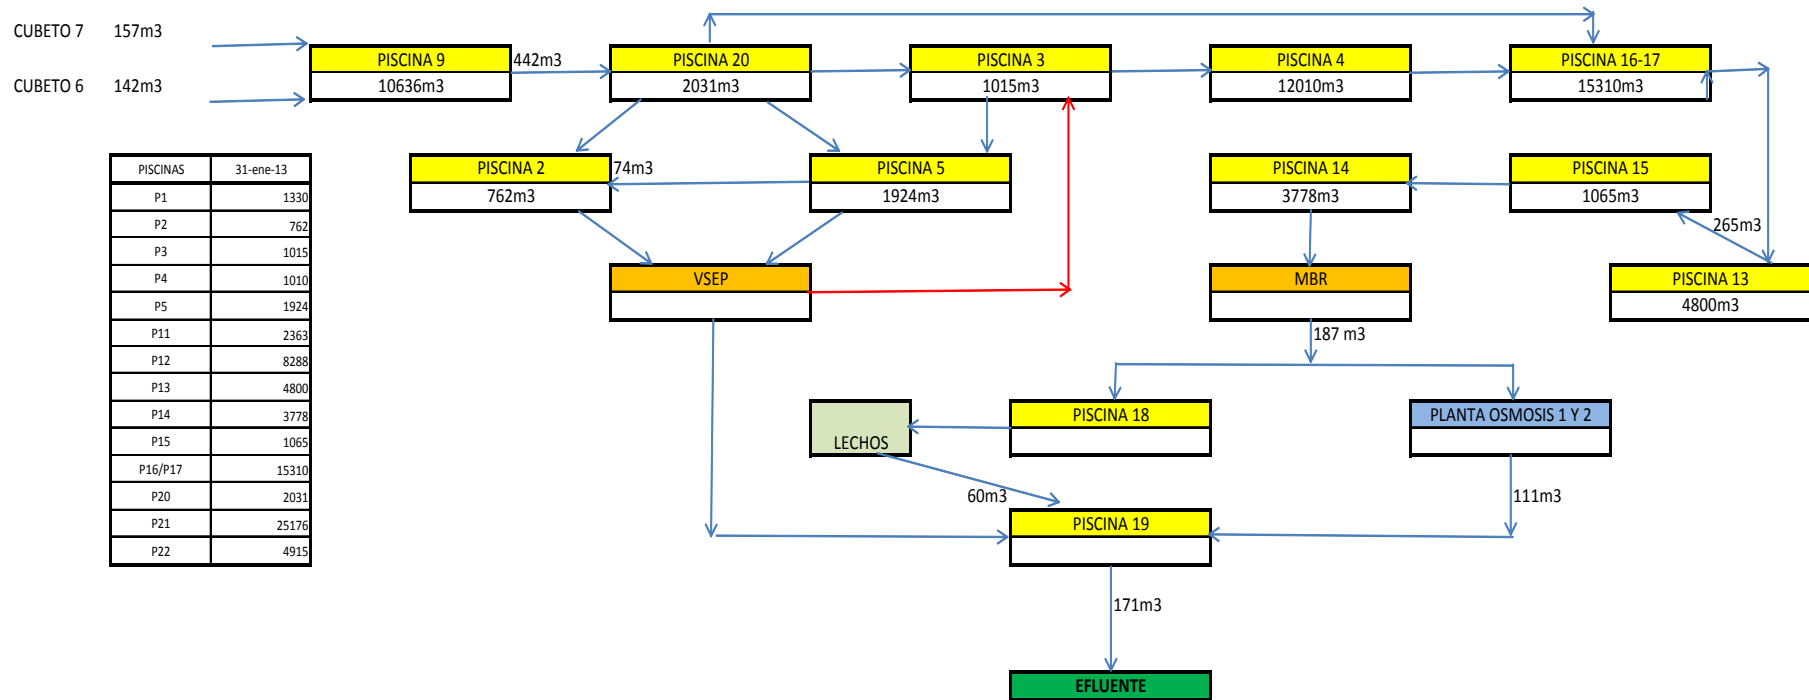 CUBETO 7 157m3
PISCINA 9 442m3 PISCINA 20 PISCINA 3 PISCINA 4 PISCINA 16-17
CUBETO 6 142m3 10636m3 2031m3 1015m3 12010m3 15310m3
PISCINAS 31-ene-13
P1 1330
P2 762
P3 1015
P4 1010
P5 1924
P11 2363
P12 8288
P13 4800
P14 3778
P15 1065
P16/P17 15310
P20 2031
P21 25176
P22 4915
PISCINA 2 74m3 PISCINA 5 PISCINA 14 PISCINA 15
762m3 1924m3 3778m3 1065m3
265m3
VSEP MBR PISCINA 13
4800m3
187 m3
LECHOS PISCINA 18 PLANTA OSMOSIS 1 Y 2
60m3 111m3
PISCINA 19
171m3
EFLUENTE